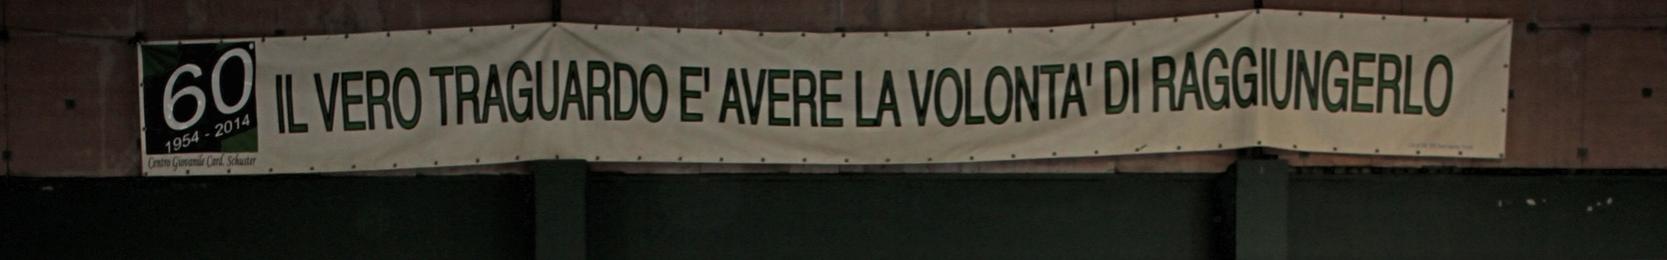 60°
1954 - 2014
Centro Giovanile Card. Schuster
IL VERO TRAGUARDO E' AVERE LA VOLONTA' DI RAGGIUNGERLO